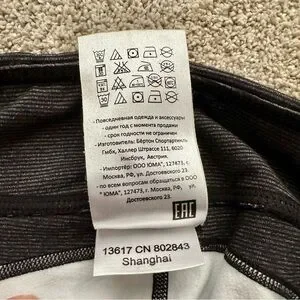 - Повседневная одежда и аксессуары
- один год с момента продажи
- срок годности не ограничен
- Изготовитель: Бёртон Спортартикель
Гмбх, Халлер Штрассе 111, 6020
Инсбрук, Австрия.
- Импортёр: ООО "ЮМА", 127473, г.
Москва, РФ, ул. Достоевского 23.
- по всем вопросам обращаться в ООО
"ЮМА", 127473, г. Москва, РФ, ул.
Достоевского 23.
EAC
13617 CN 802843
Shanghai